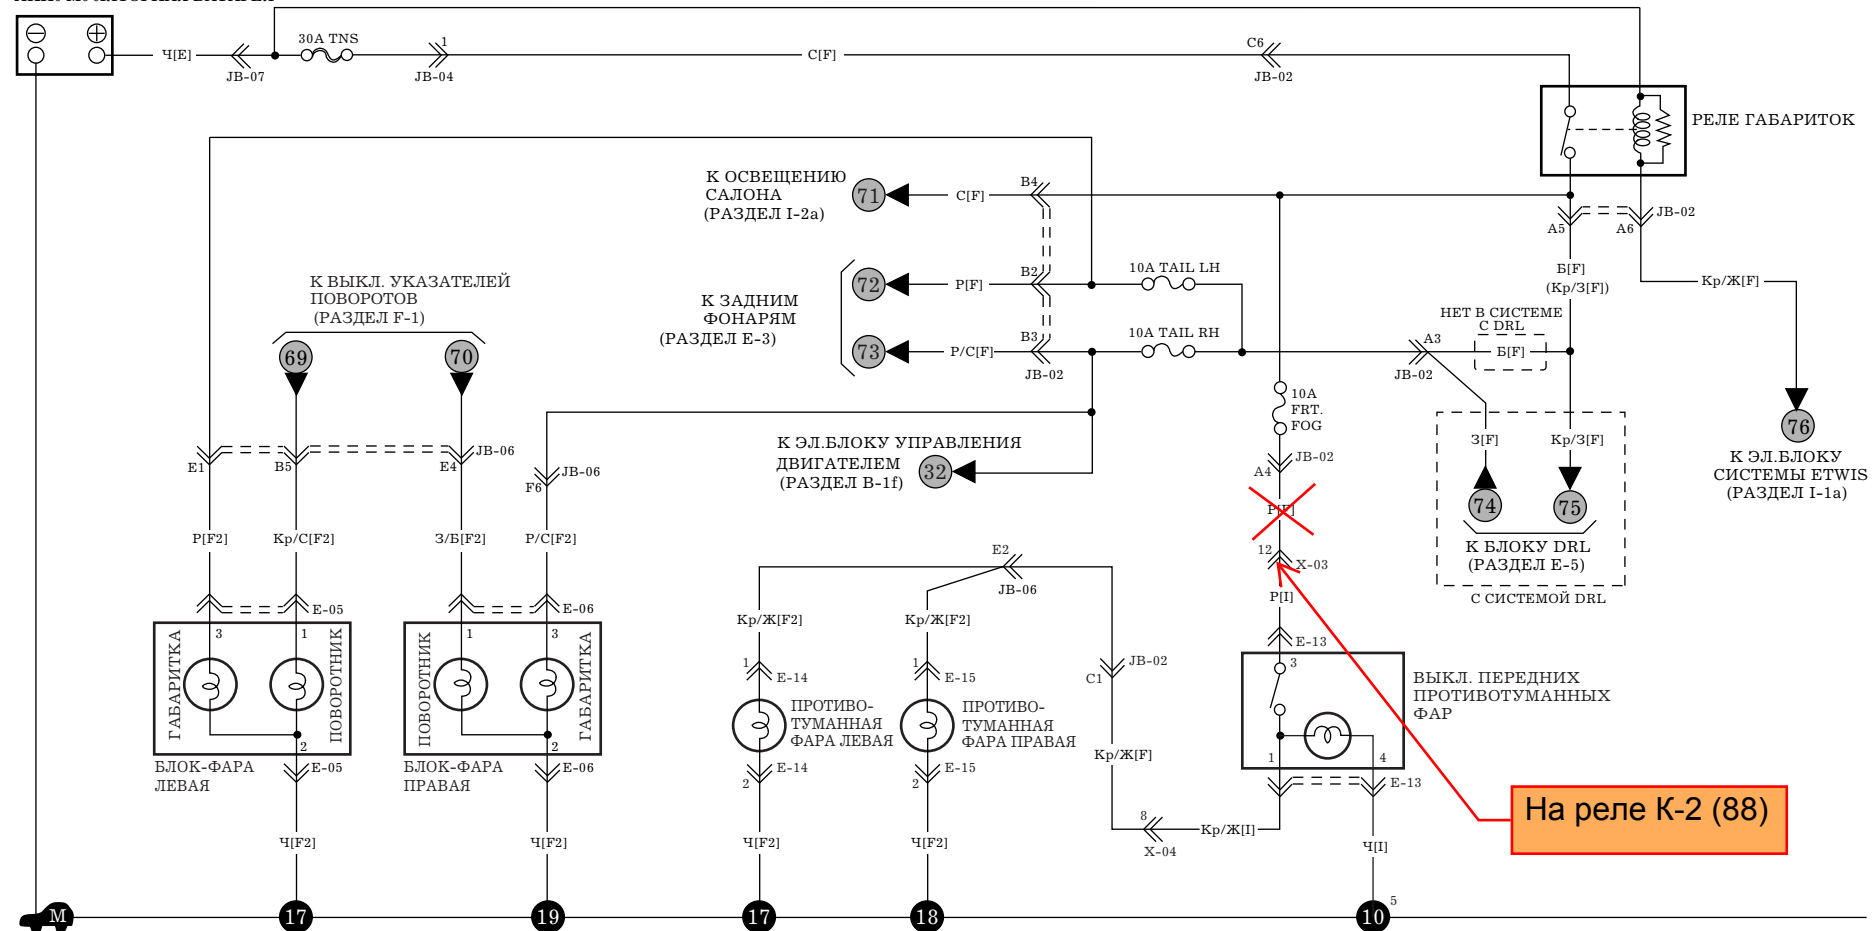 30A TNS
1
C6
Ч[E]
C[F]
JB-07
JB-04
JB-02
РЕЛЕ ГАБАРИТОК
К ОСВЕЩЕНИЮ
САЛОНА
(РАЗДЕЛ I-2a)
71
C[F]
B4
JB-02
A5
A6
К ВЫКЛ. УКАЗАТЕЛЕЙ
ПОВОРОТОВ
(РАЗДЕЛ F-1)
72
P[F]
B2
10A TAIL LH
Б[F]
(Кр/З[F])
Кр/Ж[F]
К ЗАДНИМ
ФОНАРЯМ
(РАЗДЕЛ E-3)
НЕТ В СИСТЕМЕ
С DRL
69
70
73
P/C[F]
B3
10A TAIL RH
A3
Б[F]
JB-02
JB-02
10A
FRT.
FOG
76
К ЭЛ.БЛОКУ
СИСТЕМЫ ETWIS
(РАЗДЕЛ I-1a)
К ЭЛ.БЛОКУ УПРАВЛЕНИЯ
ДВИГАТЕЛЕМ
(РАЗДЕЛ B-1f)
32
З[F]
Кр/З[F]
E1
B5
E4
JB-06
JB-06
F6
A4
JB-02
74
75
P[F]
P[F2]
Кр/С[F2]
З/Б[F2]
P/C[F2]
К БЛОКУ DRL
(РАЗДЕЛ E-5)
E2
12
X-03
JB-06
P[I]
С СИСТЕМОЙ DRL
E-05
E-06
Кр/Ж[F2]
Кр/Ж[F2]
E-13
3
1
1
3
ГАБАРИТКА
ПОВОРОТНИК
ПОВОРОТНИК
ГАБАРИТКА
1
E-14
1
E-15
JB-02
C1
3
ВЫКЛ. ПЕРЕДНИХ
ПРОТИВОТУМАННЫХ
ФАР
ПРОТИВО-
ТУМАННАЯ
ФАРА ЛЕВАЯ
ПРОТИВО-
ТУМАННАЯ
ФАРА ПРАВАЯ
2
2
Кр/Ж[F]
1
4
БЛОК-ФАРА
ЛЕВАЯ
E-05
БЛОК-ФАРА
ПРАВАЯ
E-06
E-14
2
E-15
2
E-13
На реле К-2 (88)
8
X-04
Кр/Ж[I]
Ч[F2]
Ч[F2]
Ч[F2]
Ч[F2]
Ч[I]
M
17
19
17
18
10
5